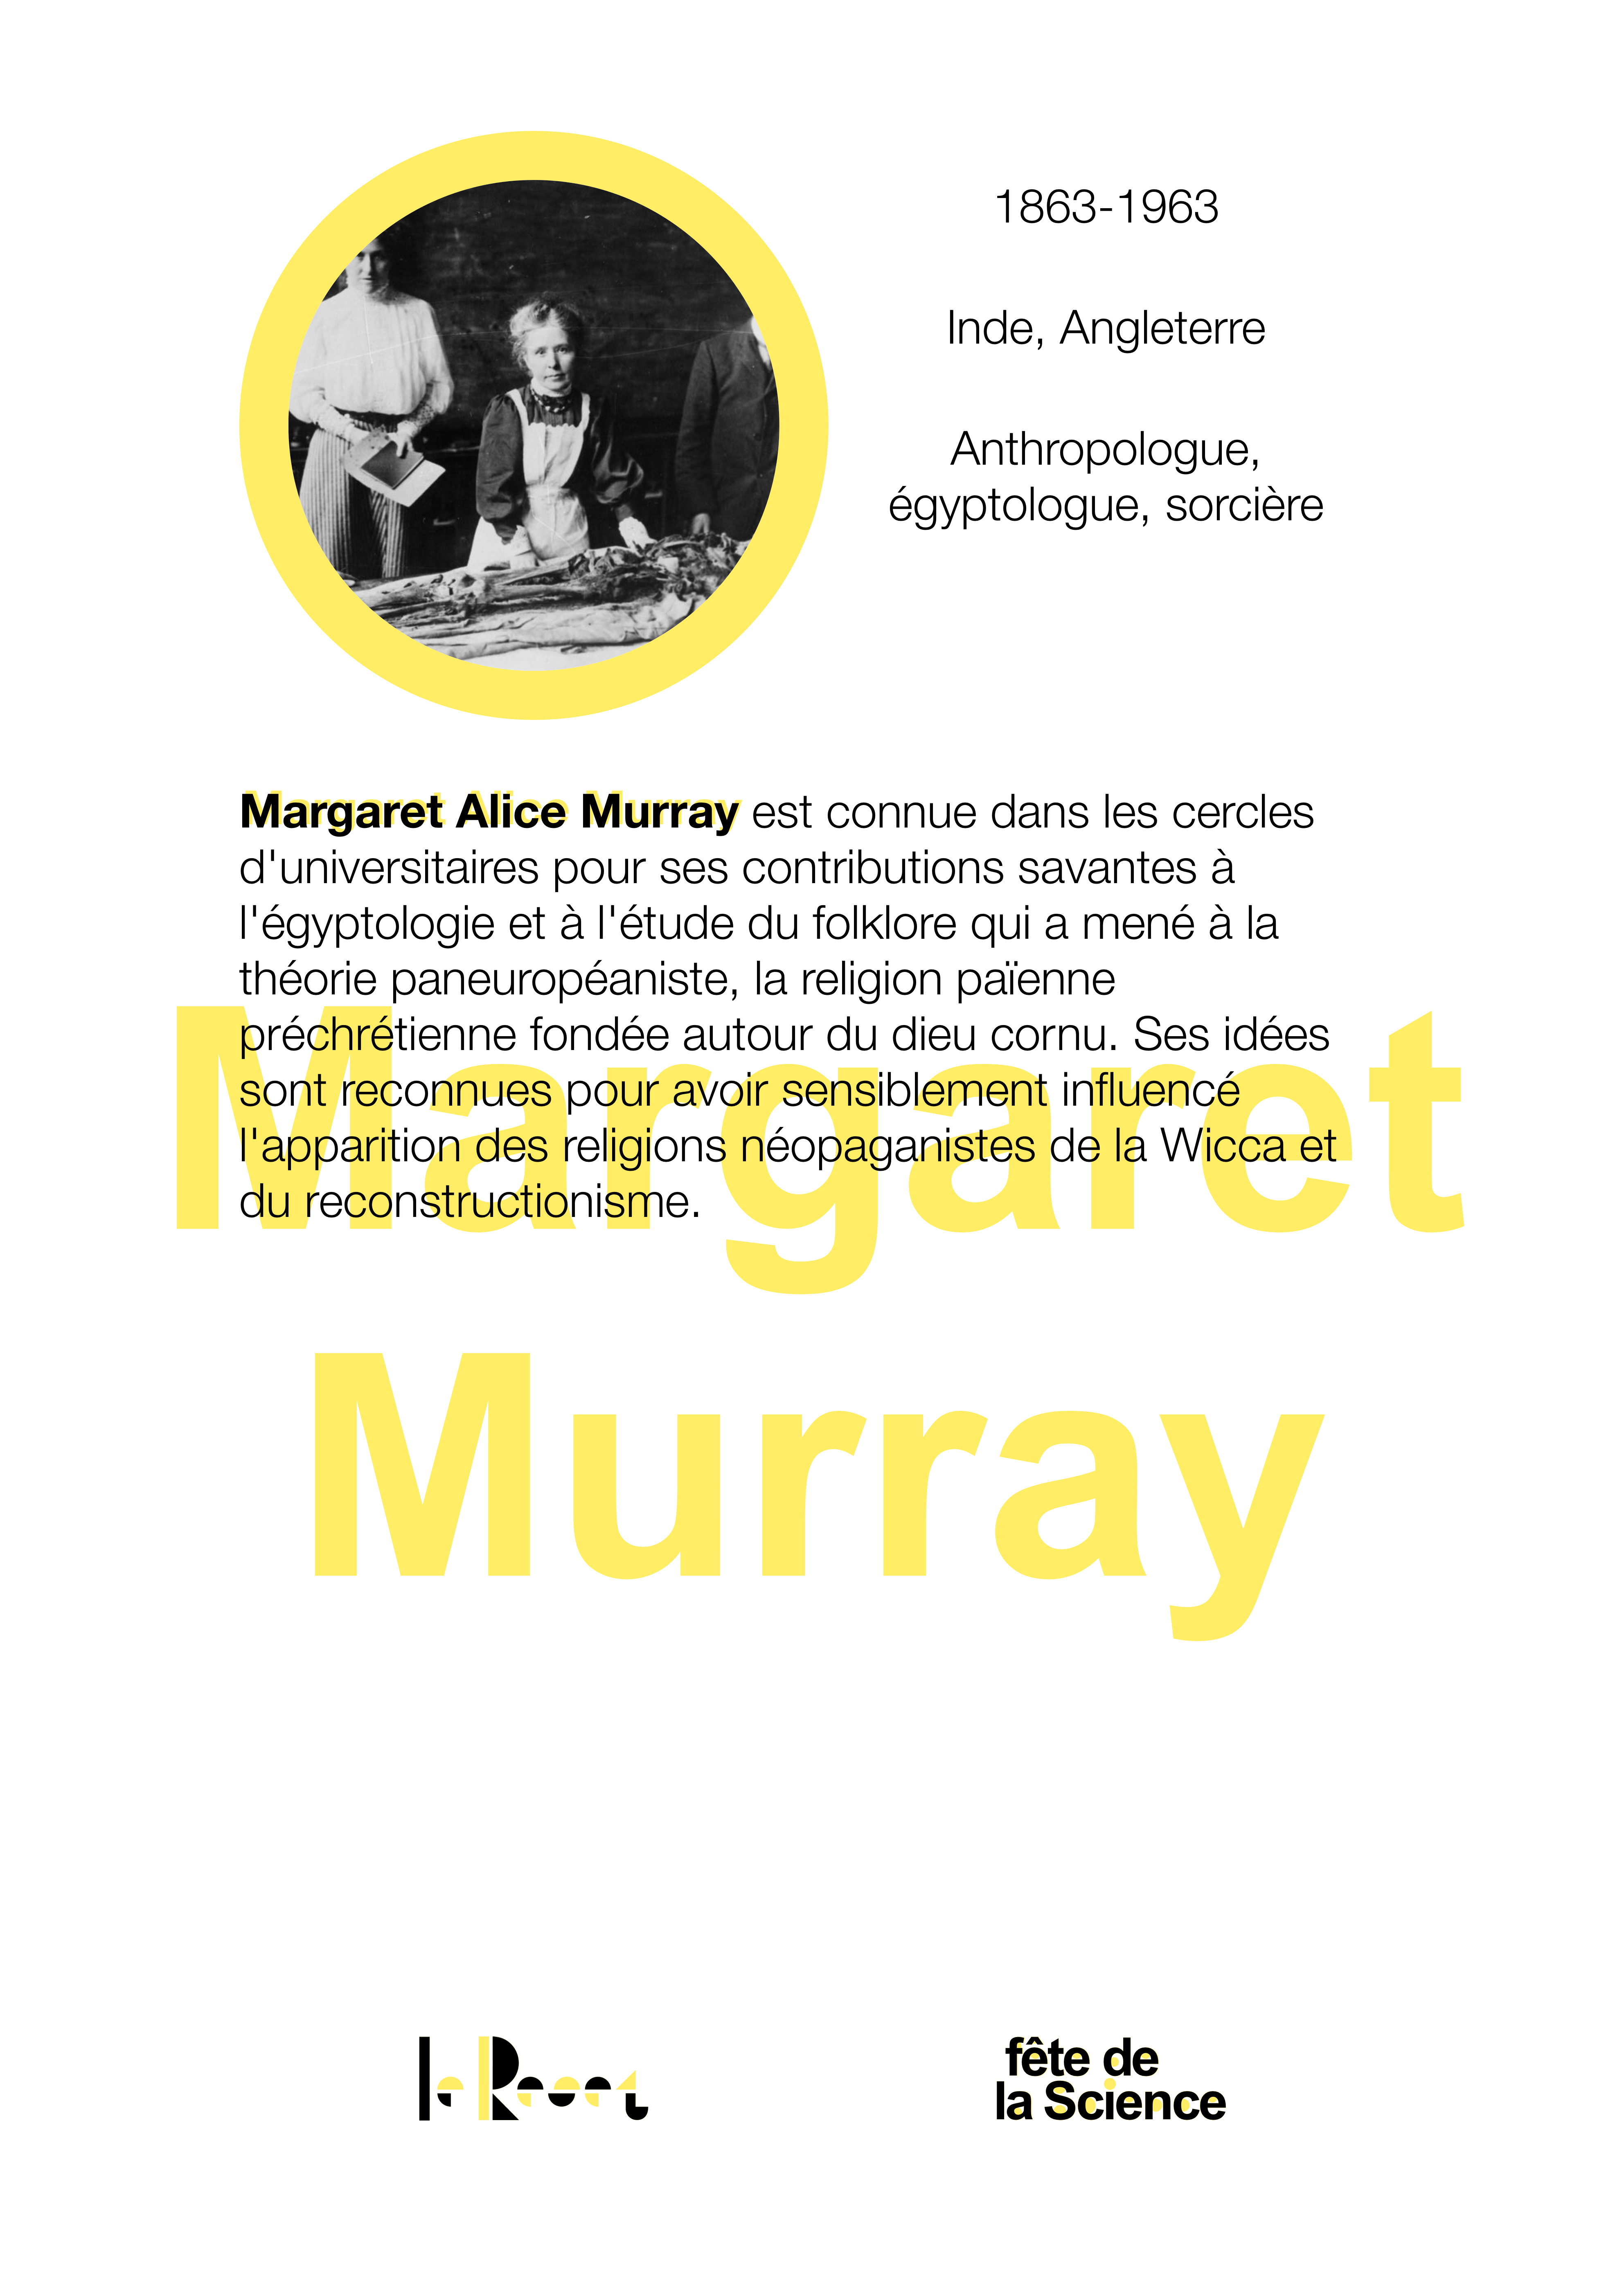 1863-1963
Inde, Angleterre
Anthropologue,
égyptologue, sorcière
Margaret Alice Murray est connue dans les cercles
d'universitaires pour ses contributions savantes à
l'égyptologie et à l'étude du folklore qui a mené à la
théorie paneuropéaniste, la religion païenne
préchrétienne fondée autour du dieu cornu. Ses idées
sont reconnues pour avoir sensiblement influencé
l'apparition des religions néopaganistes de la Wicca et
du reconstructionisme.
Margaret
Murray
le Reset
fête de
la Science